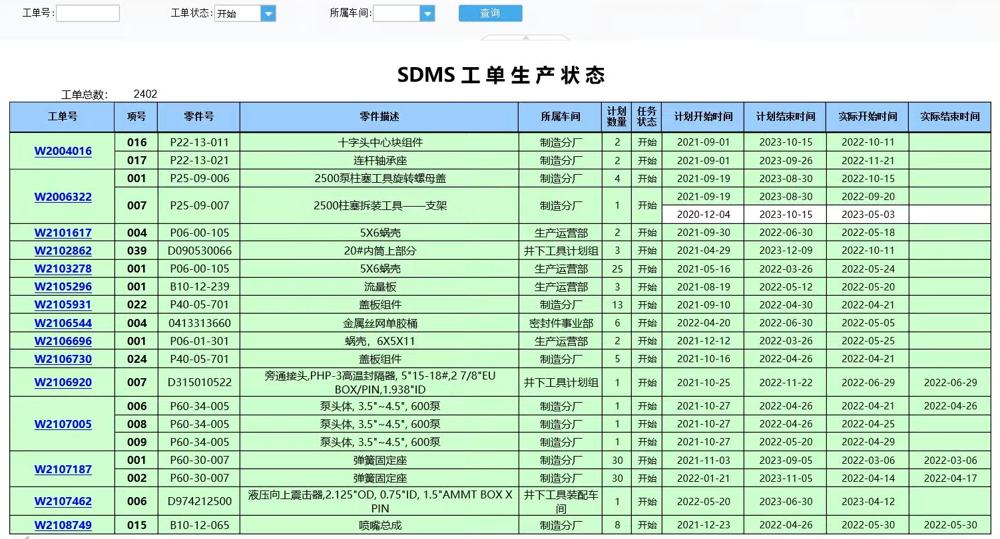 工单号: 工单状态: 开始 所属车间: 查询
SDMS 工 单 生 产 状 态
工单总数: 2402
工单号 项号 零件号 零件描述 所属车间 计划数量 任务状态 计划开始时间 计划结束时间 实际开始时间 实际结束时间
W2004016 016 P22-13-011 十字头中心块组件 制造分厂 2 开始 2021-09-01 2023-10-15 2022-10-11
017 P22-13-021 连杆轴承座 制造分厂 2 开始 2021-09-01 2023-09-26 2022-11-21
W2006322 001 P25-09-006 2500泵柱塞工具旋转螺母盖 制造分厂 4 开始 2021-09-19 2023-08-30 2022-10-15
007 P25-09-007 2500柱塞拆装工具——支架 制造分厂 1 开始 2021-09-19 2023-08-30 2022-09-20
2020-12-04 2023-10-15 2023-05-03
W2101617 004 P06-00-105 5X6蜗壳 生产运营部 2 开始 2021-09-30 2022-06-30 2022-05-18
W2102862 039 D090530066 20#内筒上部分 井下工具计划组 3 开始 2021-04-29 2023-12-09 2022-10-11
W2103278 001 P06-00-105 5X6蜗壳 生产运营部 25 开始 2021-05-16 2022-03-26 2022-05-24
W2105296 001 B10-12-239 流量板 生产运营部 3 开始 2021-08-19 2022-05-12 2022-05-20
W2105931 022 P40-05-701 盖板组件 制造分厂 13 开始 2021-09-10 2022-04-30 2022-04-21
W2106544 004 0413313660 金属丝网单胶桶 密封件事业部 6 开始 2022-04-20 2022-06-30 2022-05-05
W2106696 001 P06-01-301 蜗壳，6X5X11 生产运营部 2 开始 2021-12-12 2022-03-26 2022-05-25
W2106730 024 P40-05-701 盖板组件 制造分厂 5 开始 2021-10-16 2022-04-26 2022-04-21
W2106920 007 D315010522 旁通接头,PHP-3高温封隔器, 5"15-18#,2 7/8"EU BOX/PIN,1.938"ID 井下工具计划组 1 开始 2021-10-25 2022-11-22 2022-06-29 2022-06-29
W2107005 006 P60-34-005 泵头体, 3.5"~4.5", 600泵 制造分厂 1 开始 2021-10-27 2022-04-26 2022-04-21 2022-04-26
008 P60-34-005 泵头体, 3.5"~4.5", 600泵 制造分厂 1 开始 2021-10-27 2022-04-26 2022-04-25
009 P60-34-005 泵头体, 3.5"~4.5", 600泵 制造分厂 1 开始 2021-10-27 2022-05-20 2022-04-29
W2107187 001 P60-30-007 弹簧固定座 制造分厂 30 开始 2021-11-03 2023-09-05 2022-03-06 2022-03-06
002 P60-30-007 弹簧固定座 制造分厂 30 开始 2022-01-21 2023-11-05 2022-04-14 2022-04-17
W2107462 006 D974212500 液压向上震击器,2.125"OD, 0.75"ID, 1.5"AMMT BOX X PIN 井下工具装配车间 1 开始 2022-05-20 2023-06-30 2023-04-12
W2108749 015 B10-12-065 喷嘴总成 制造分厂 8 开始 2021-12-23 2022-04-26 2022-05-30 2022-05-30